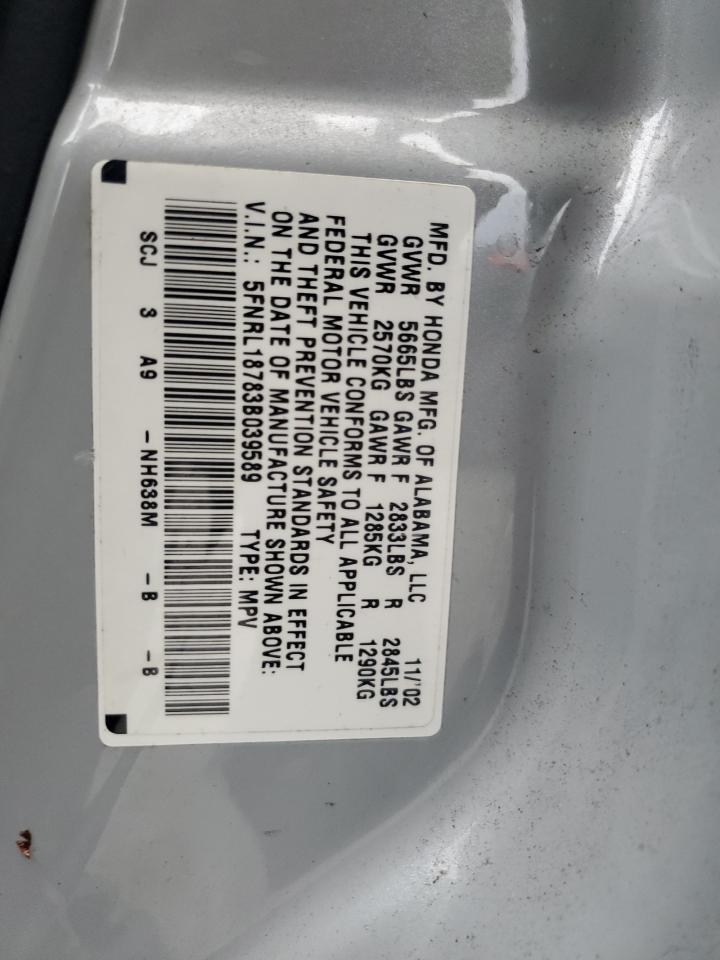 MFD. BY HONDA MFG. OF ALABAMA, LLC 11/'02
GVWR 5665LBS GAWR F 2833LBS R 2845LBS
GVWR 2570KG GAWR F 1285KG R 1290KG
THIS VEHICLE CONFORMS TO ALL APPLICABLE
FEDERAL MOTOR VEHICLE SAFETY
AND THEFT PREVENTION STANDARDS IN EFFECT
ON THE DATE OF MANUFACTURE SHOWN ABOVE:
V.I.N.: 5FNRL18783B039589 TYPE: MPV
SCJ 3 A9 -NH638M -B -B